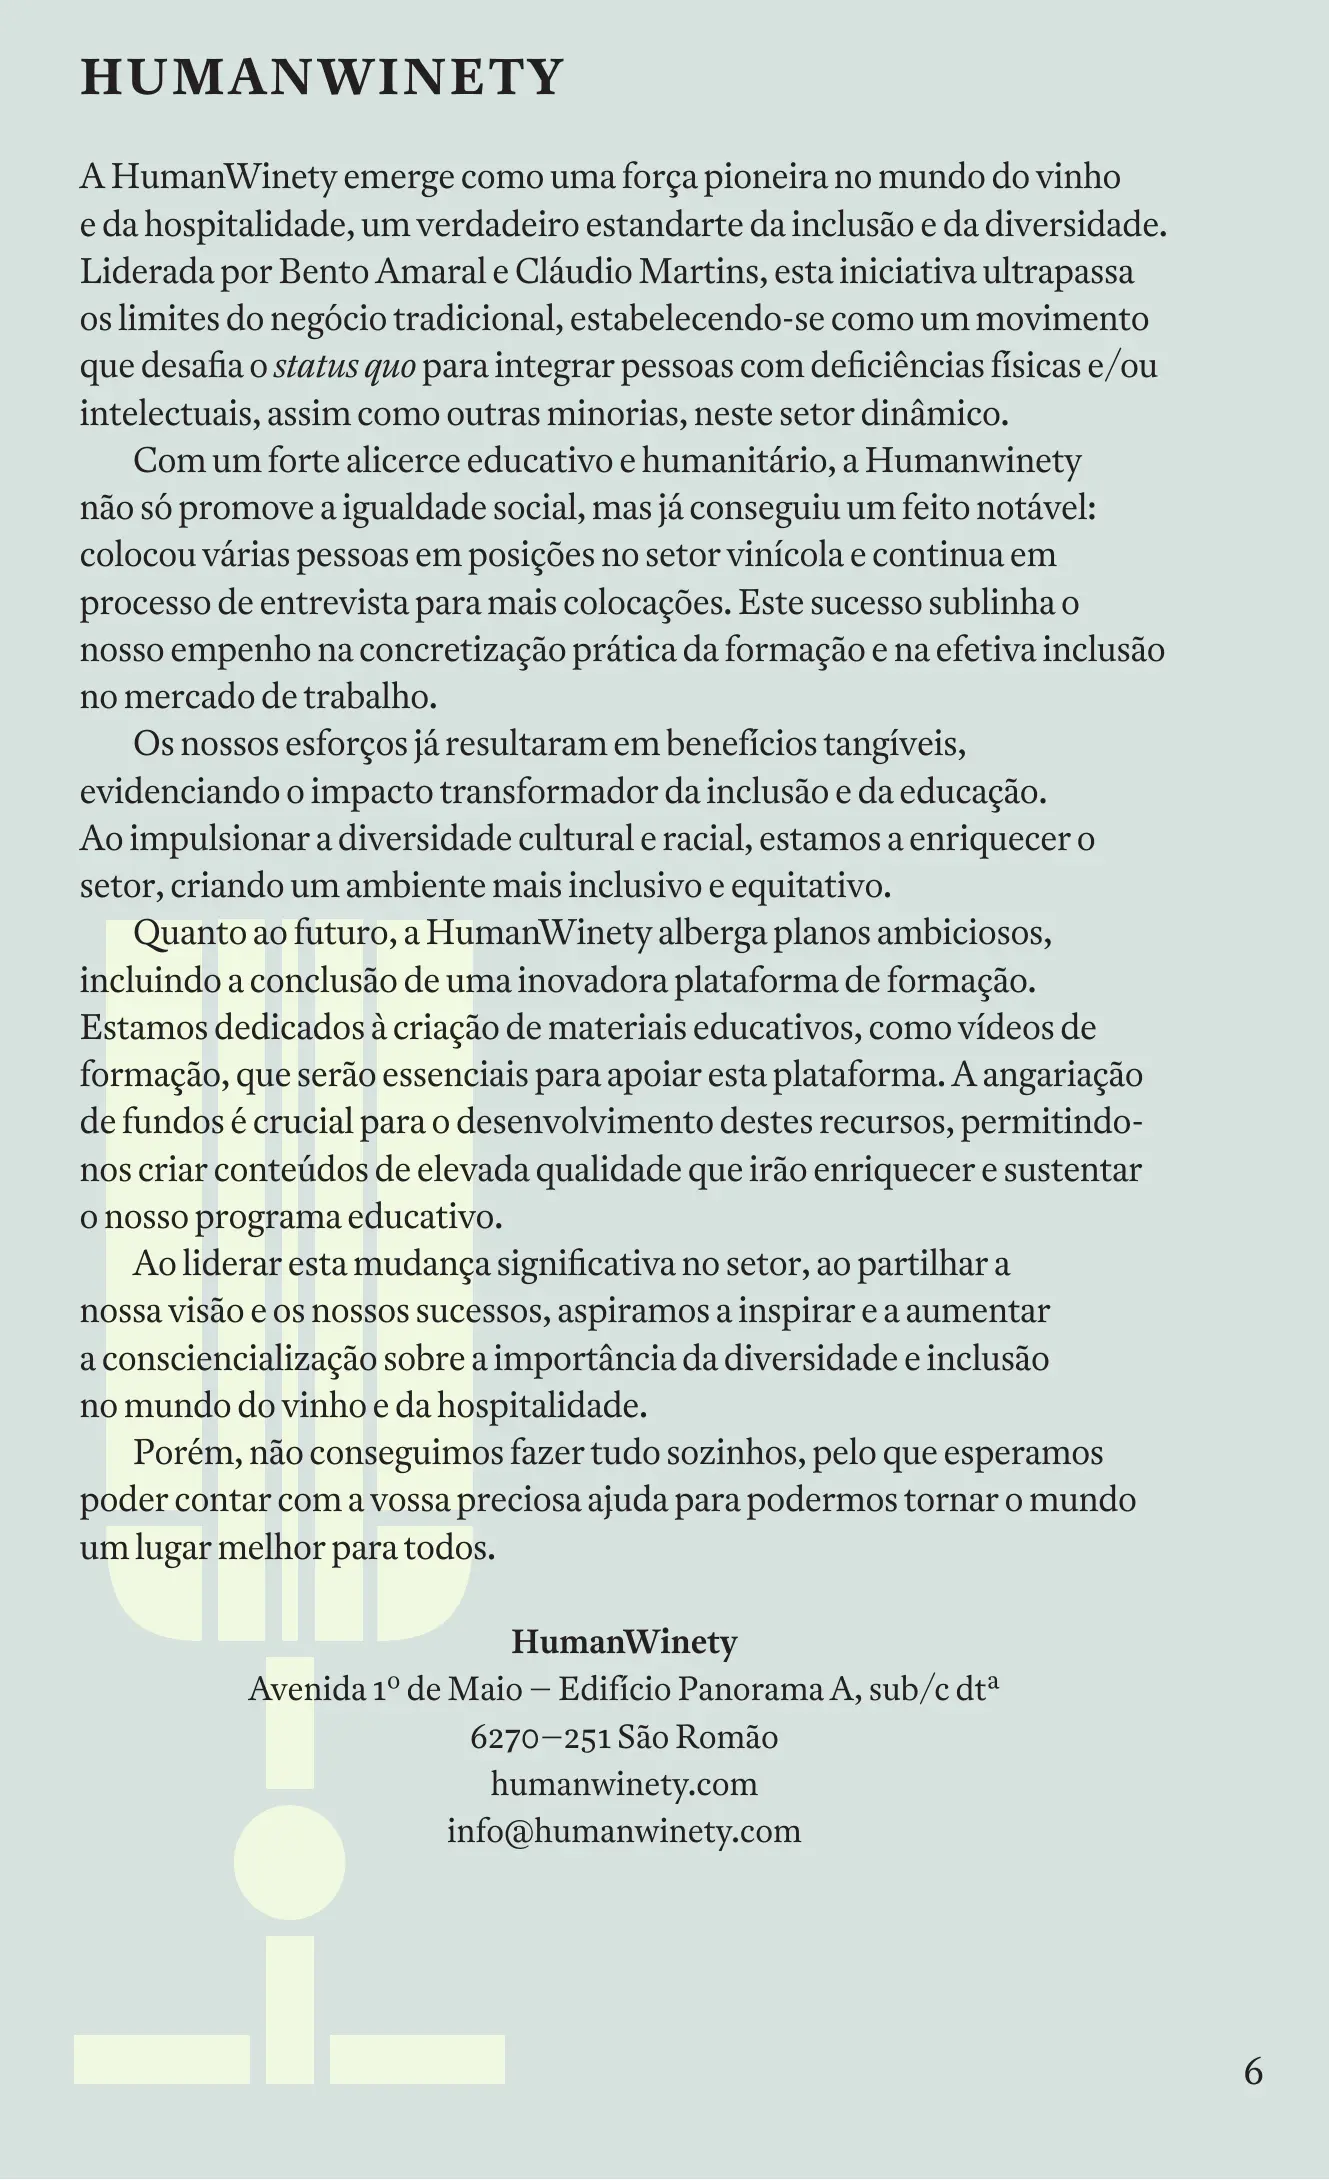 HUMANWINETY
A HumanWinety emerge como uma força pioneira no mundo do vinho
e da hospitalidade, um verdadeiro estandarte da inclusão e da diversidade.
Liderada por Bento Amaral e Cláudio Martins, esta iniciativa ultrapassa
os limites do negócio tradicional, estabelecendo-se como um movimento
que desafia o status quo para integrar pessoas com deficiências físicas e/ou
intelectuais, assim como outras minorias, neste setor dinâmico.
Com um forte alicerce educativo e humanitário, a Humanwinety
não só promove a igualdade social, mas já conseguiu um feito notável:
colocou várias pessoas em posições no setor vinícola e continua em
processo de entrevista para mais colocações. Este sucesso sublinha o
nosso empenho na concretização prática da formação e na efetiva inclusão
no mercado de trabalho.
Os nossos esforços já resultaram em benefícios tangíveis,
evidenciando o impacto transformador da inclusão e da educação.
Ao impulsionar a diversidade cultural e racial, estamos a enriquecer o
setor, criando um ambiente mais inclusivo e equitativo.
Quanto ao futuro, a HumanWinety alberga planos ambiciosos,
incluindo a conclusão de uma inovadora plataforma de formação.
Estamos dedicados à criação de materiais educativos, como vídeos de
formação, que serão essenciais para apoiar esta plataforma. A angariação
de fundos é crucial para o desenvolvimento destes recursos, permitindo-
nos criar conteúdos de elevada qualidade que irão enriquecer e sustentar
o nosso programa educativo.
Ao liderar esta mudança significativa no setor, ao partilhar a
nossa visão e os nossos sucessos, aspiramos a inspirar e a aumentar
a consciencialização sobre a importância da diversidade e inclusão
no mundo do vinho e da hospitalidade.
Porém, não conseguimos fazer tudo sozinhos, pelo que esperamos
poder contar com a vossa preciosa ajuda para podermos tornar o mundo
um lugar melhor para todos.
HumanWinety
Avenida 1º de Maio – Edifício Panorama A, sub/c dtª
6270–251 São Romão
humanwinety.com
info@humanwinety.com
6